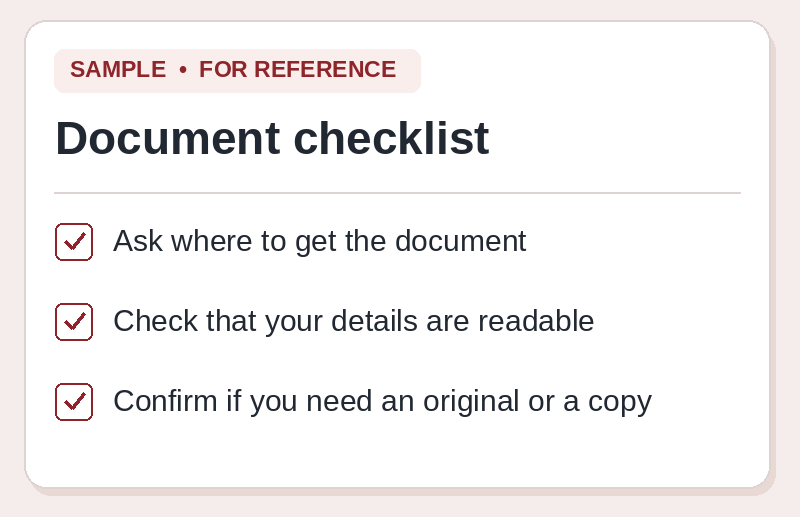 SAMPLE • FOR REFERENCE
Document checklist
Ask where to get the document
Check that your details are readable
Confirm if you need an original or a copy